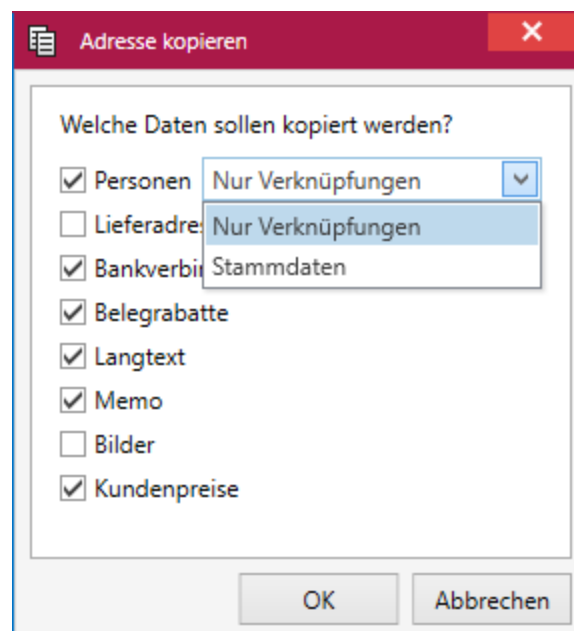 Adresse kopieren
Welche Daten sollen kopiert werden?
Personen Nur Verknüpfungen
Nur Verknüpfungen
Stammdaten
Belegrabatte
Langtext
Memo
Bilder
Kundenpreise
OK Abbrechen